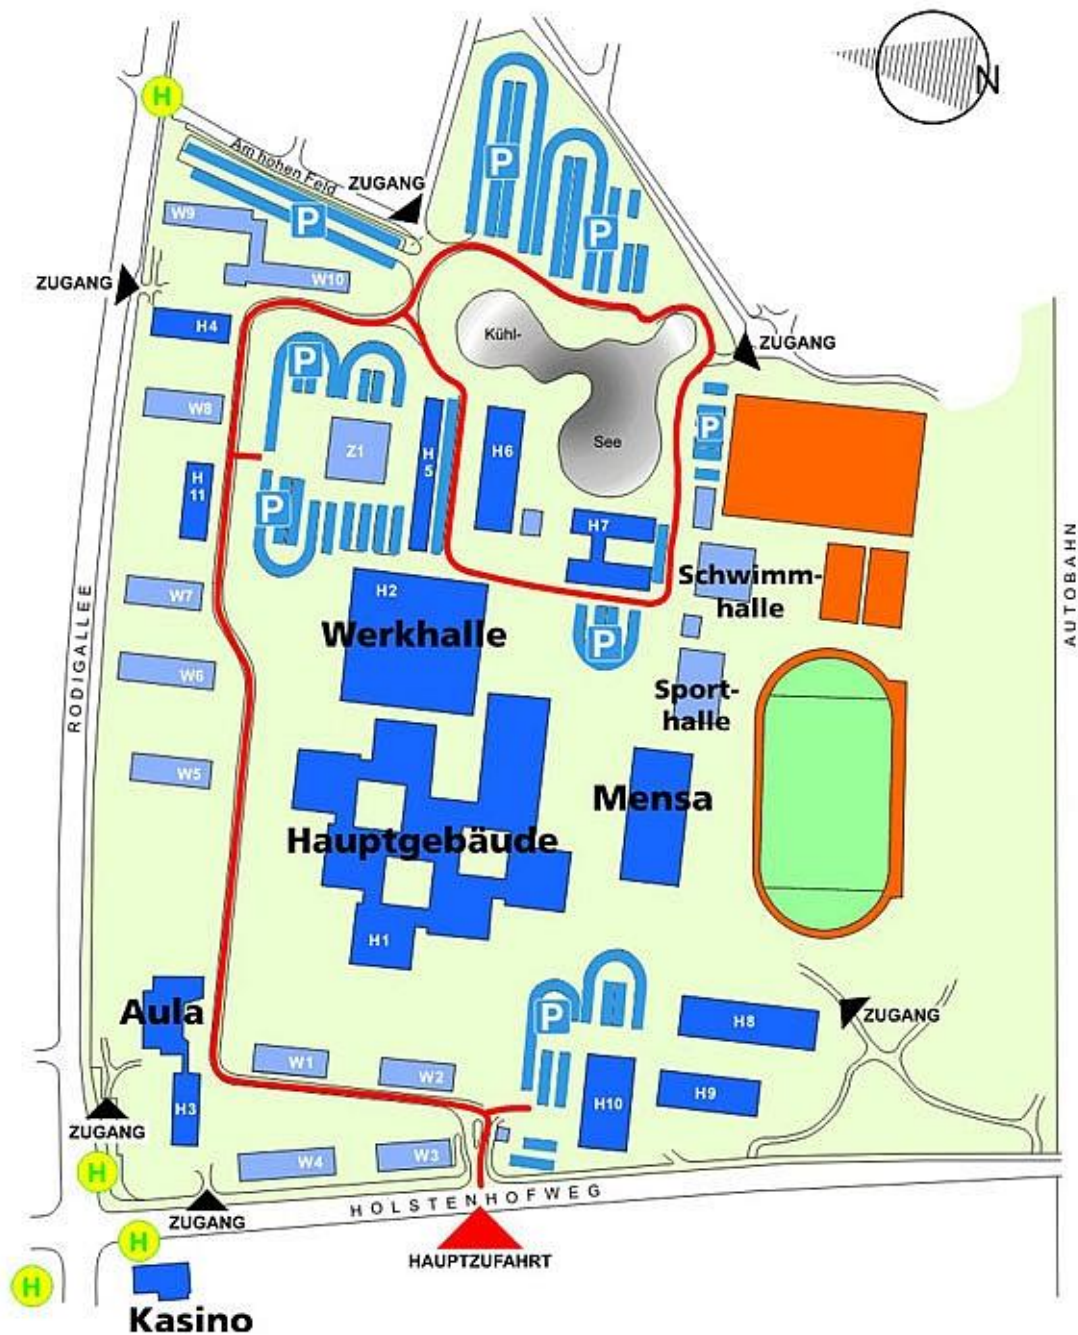 N
H
Am hohen Feld
ZUGANG
P
P
P
W9
W10
ZUGANG
H4
Kühl-
ZUGANG
P
W8
P
Z1
H
5
H6
See
H
11
P
H7
Schwimm-
halle
AUTOBAHN
W7
H2
Werkhalle
P
RODIGALLEE
W6
Sport-
halle
W5
Mensa
Hauptgebäude
H1
Aula
P
H8
ZUGANG
W1
W2
H9
H10
H3
ZUGANG
W3
W4
H
HOLSTENHOFWEG
ZUGANG
H
HAUPTZUFAHRT
H
Kasino